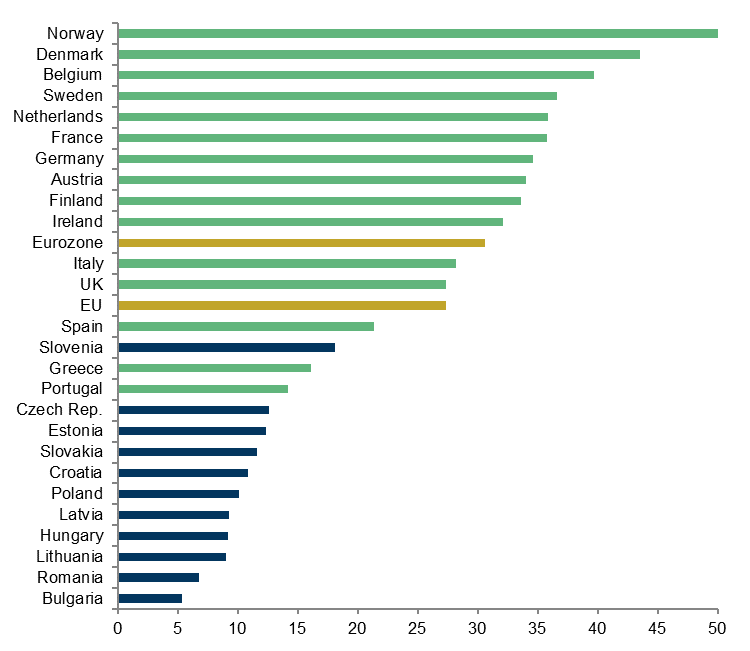 Norway
Denmark
Belgium
Sweden
Netherlands
France
Germany
Austria
Finland
Ireland
Eurozone
Italy
UK
EU
Spain
Slovenia
Greece
Portugal
Czech Rep.
Estonia
Slovakia
Croatia
Poland
Latvia
Hungary
Lithuania
Romania
Bulgaria
0 5 10 15 20 25 30 35 40 45 50